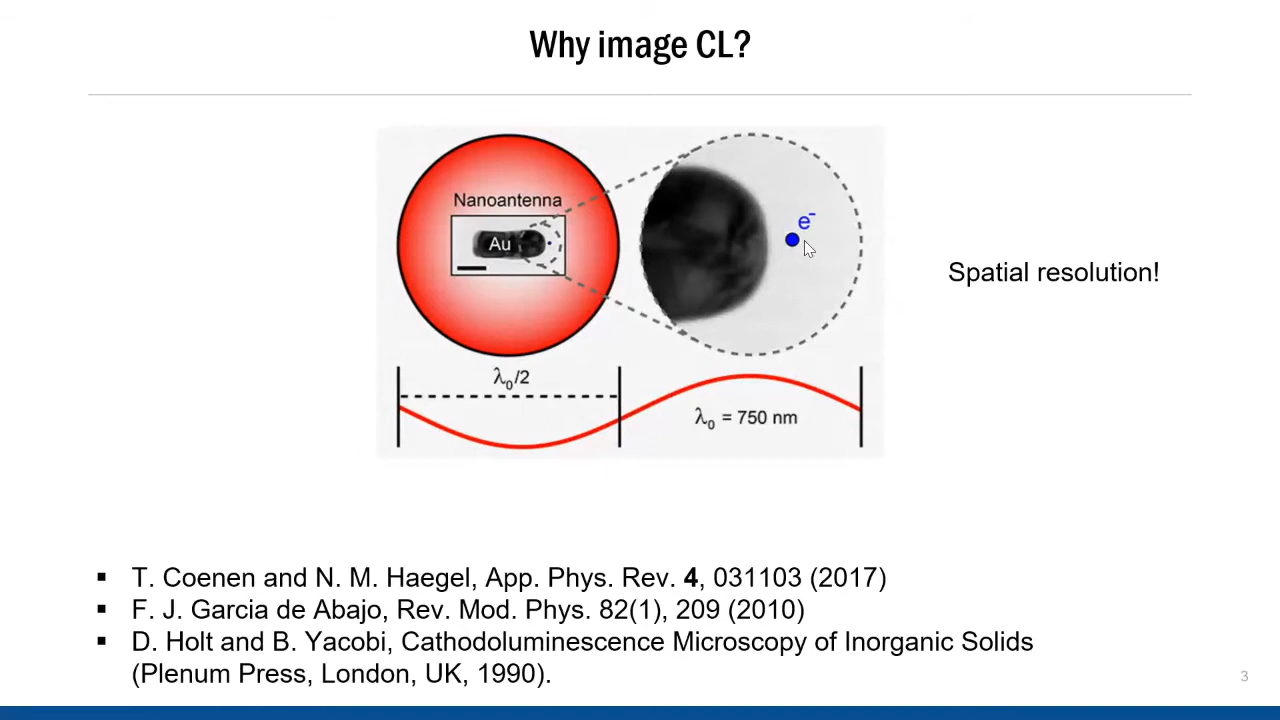 Why image CL?
Nanoantenna
Au
e-
Spatial resolution!
λ0/2
λ0 = 750 nm
▪ T. Coenen and N. M. Haegel, App. Phys. Rev. 4, 031103 (2017)
▪ F. J. Garcia de Abajo, Rev. Mod. Phys. 82(1), 209 (2010)
▪ D. Holt and B. Yacobi, Cathodoluminescence Microscopy of Inorganic Solids
(Plenum Press, London, UK, 1990).
3